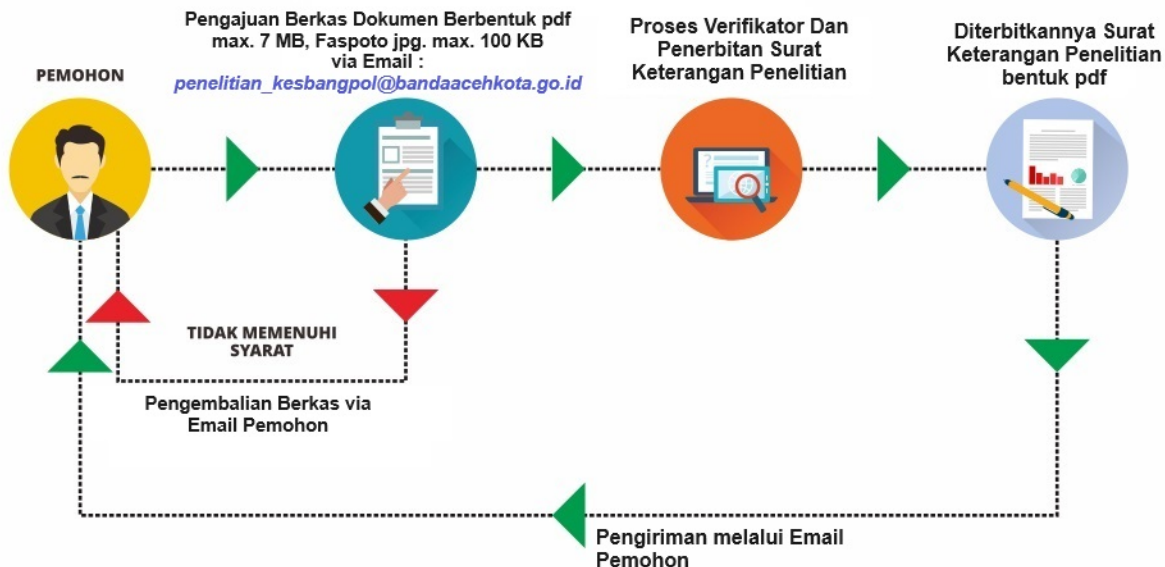 PEMOHON
Pengajuan Berkas Dokumen Berbentuk pdf
max. 7 MB, Faspoto jpg. max. 100 KB
via Email :
penelitian_kesbangpol@bandaacehkota.go.id
Proses Verifikator Dan
Penerbitan Surat
Keterangan Penelitian
Diterbitkannya Surat
Keterangan Penelitian
bentuk pdf
TIDAK MEMENUHI
SYARAT
Pengembalian Berkas via
Email Pemohon
Pengiriman melalui Email
Pemohon